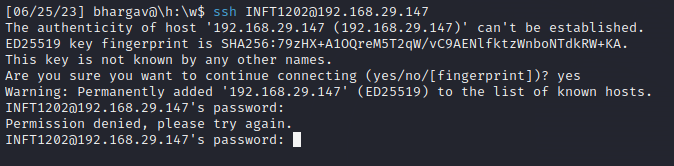 [06/25/23] bhargav@\h:\w$ ssh INFT1202@192.168.29.147
The authenticity of host '192.168.29.147 (192.168.29.147)' can't be established.
ED25519 key fingerprint is SHA256:79zHX+A1OQreM5T2qW/vC9AENlfktzWnboNTdkRW+KA.
This key is not known by any other names.
Are you sure you want to continue connecting (yes/no/[fingerprint])? yes
Warning: Permanently added '192.168.29.147' (ED25519) to the list of known hosts.
INFT1202@192.168.29.147's password:
Permission denied, please try again.
INFT1202@192.168.29.147's password: